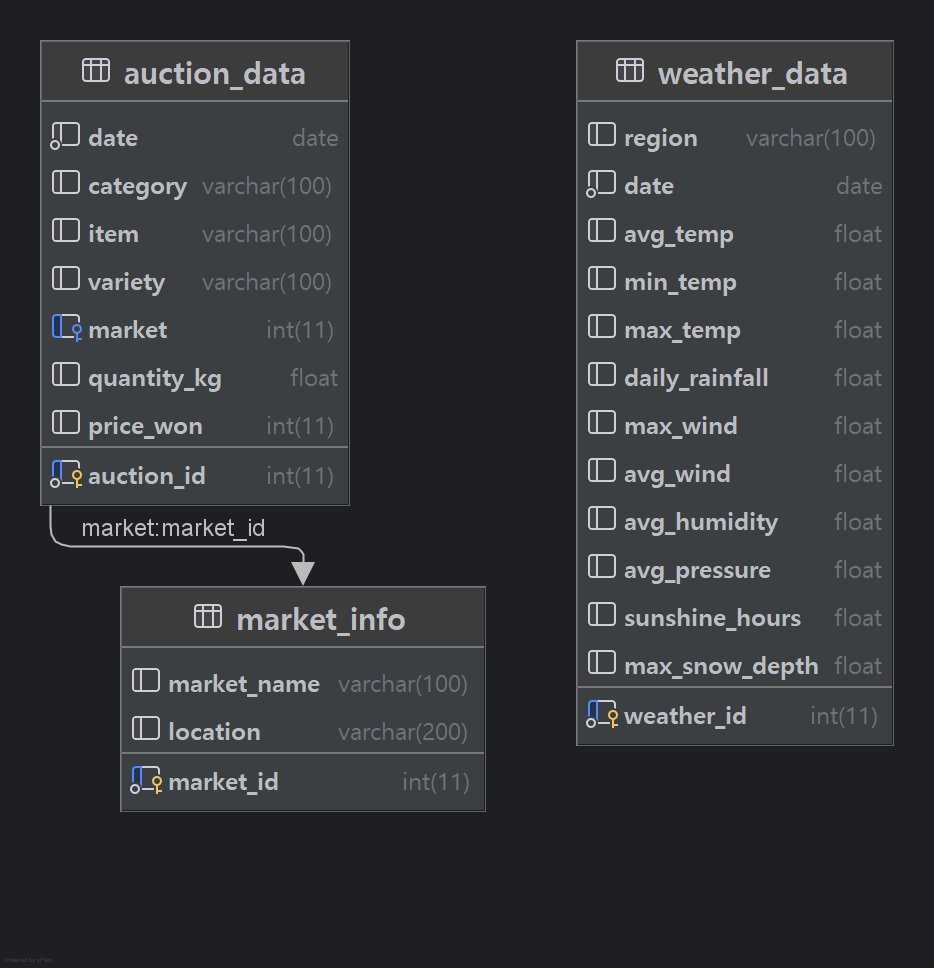 auction_data
date date
category varchar(100)
item varchar(100)
variety varchar(100)
market int(11)
quantity_kg float
price_won int(11)
auction_id int(11)
market:market_id
market_info
market_name varchar(100)
location varchar(200)
market_id int(11)
weather_data
region varchar(100)
date date
avg_temp float
min_temp float
max_temp float
daily_rainfall float
max_wind float
avg_wind float
avg_humidity float
avg_pressure float
sunshine_hours float
max_snow_depth float
weather_id int(11)
Powered by yFiles